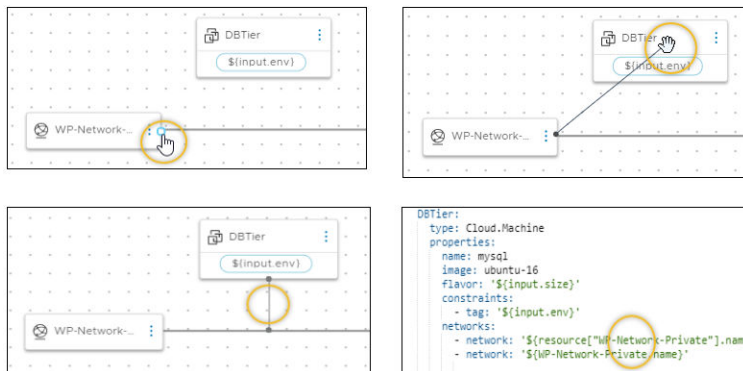 DBTier
${input.env}
WP-Network-...
DBTier
${input.env}
WP-Network-...
DBTier
${input.env}
WP-Network-...
DBTier:
type: Cloud.Machine
properties:
name: mysql
image: ubuntu-16
flavor: '${input.size}'
constraints:
- tag: '${input.env}'
networks:
- network: '${resource["WP-Network-Private"].nam
- network: '${WP-Network-Private.name}'